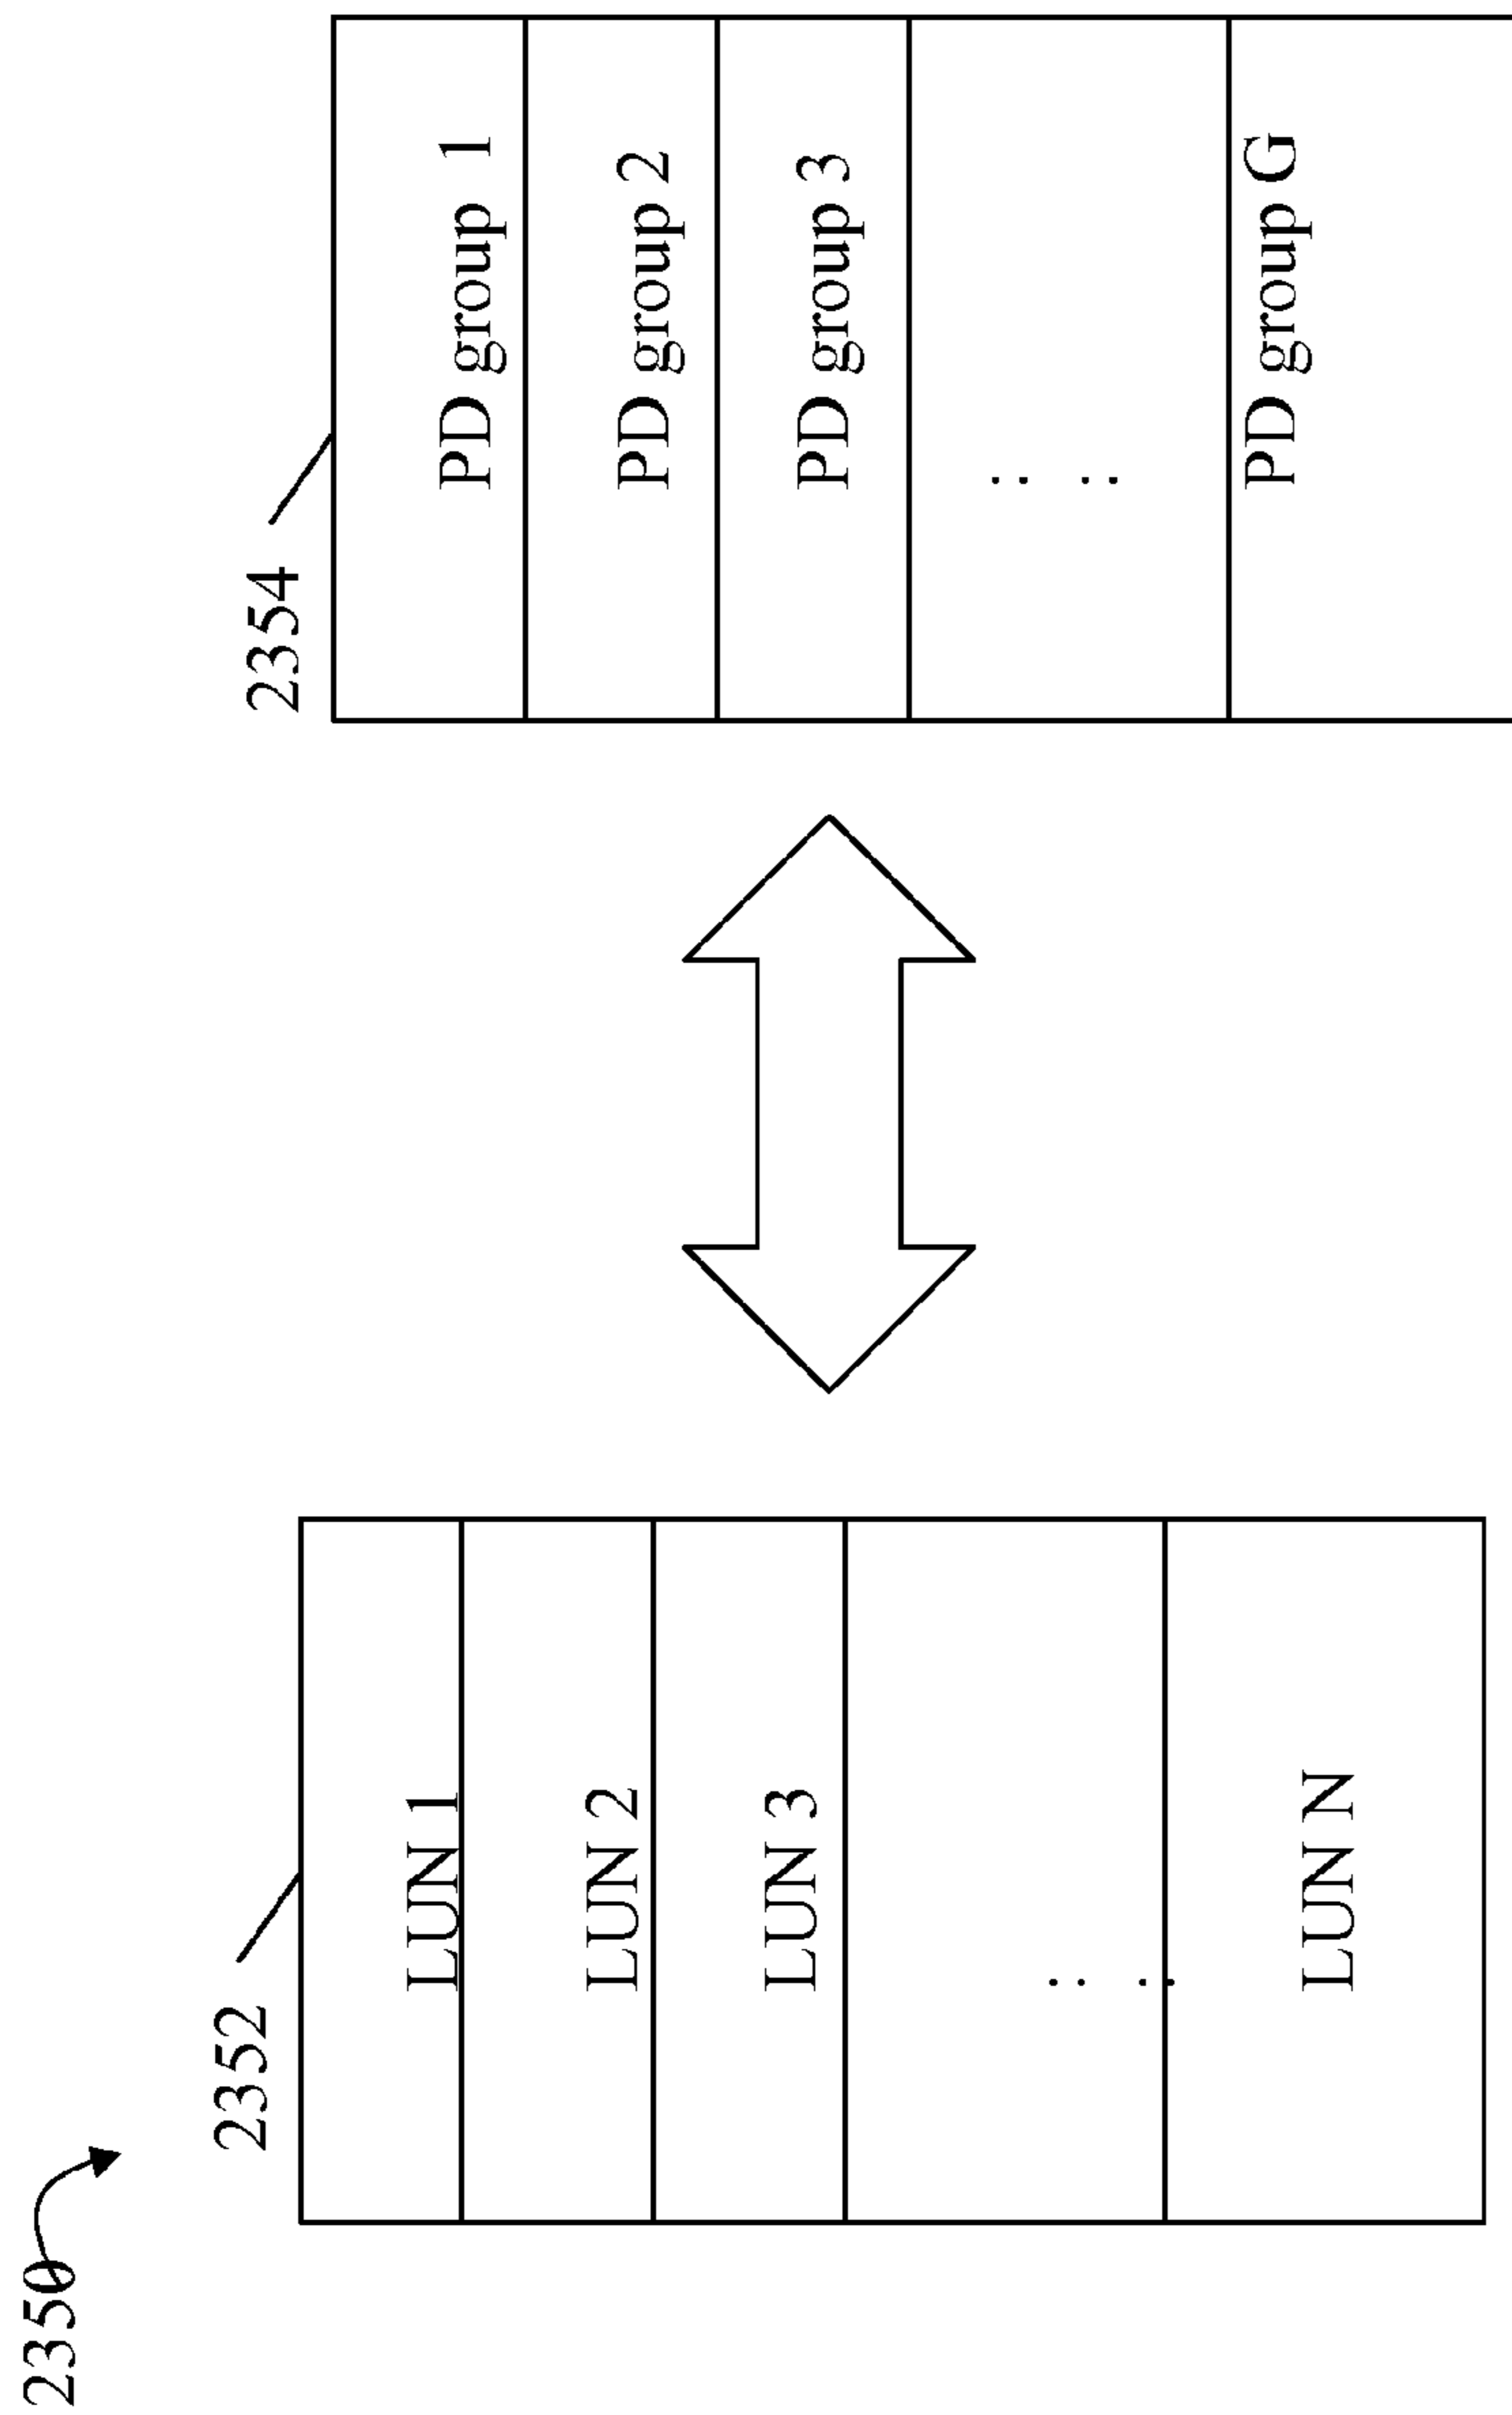 2350
2352
LUN 1
LUN 2
LUN 3
. .
. .
LUN N
2354
PD group 1
PD group 2
PD group 3
. .
. .
PD group G